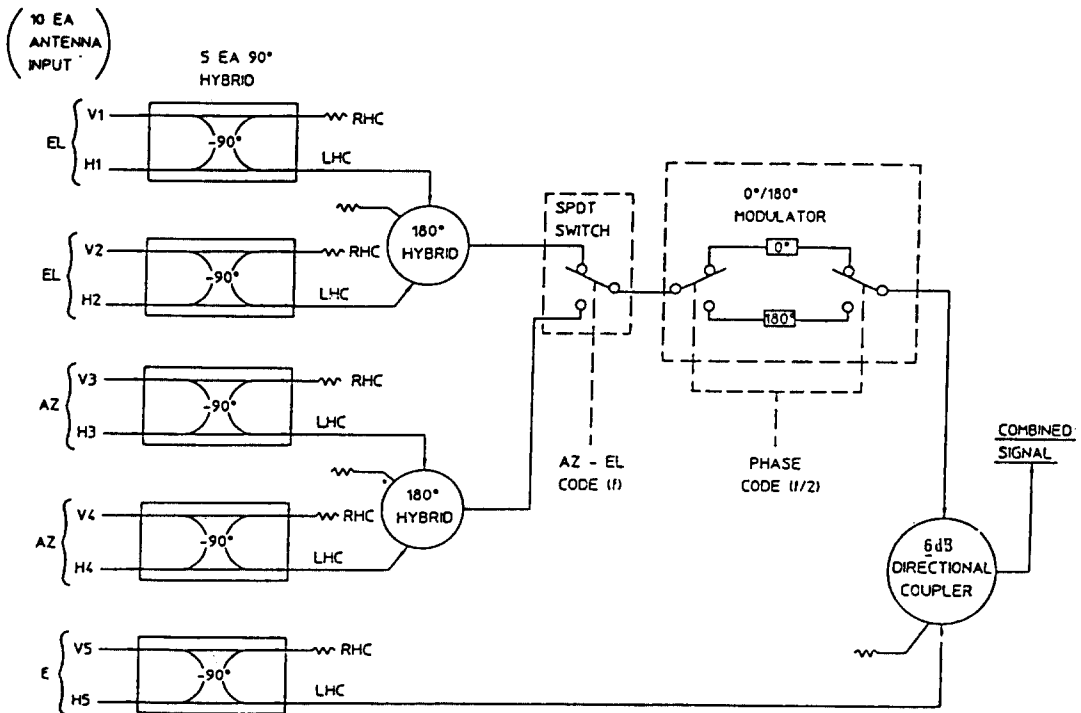 10 EA
ANTENNA
INPUT
5 EA 90°
HYBRID
EL
V1
H1
-90°
RHC
LHC
180°
HYBRID
EL
V2
H2
-90°
RHC
LHC
SPDT
SWITCH
0°/180°
MODULATOR
0°
180°
AZ
V3
H3
-90°
RHC
LHC
AZ - EL
CODE (f)
PHASE
CODE (f/2)
COMBINED
SIGNAL
180°
HYBRID
AZ
V4
H4
-90°
RHC
LHC
6dB
DIRECTIONAL
COUPLER
E
V5
H5
-90°
RHC
LHC